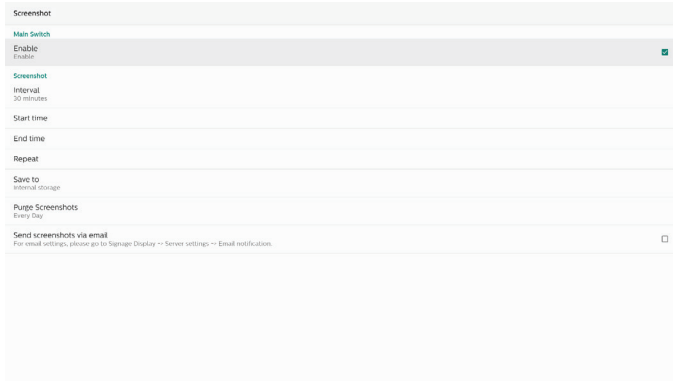 Screenshot
Main Switch
Enable
Enable
Screenshot
Interval
30 minutes
Start time
End time
Repeat
Save to
Internal storage
Purge Screenshots
Every Day
Send screenshots via email
For email settings, please go to Signage Display -> Server settings -> Email notification.